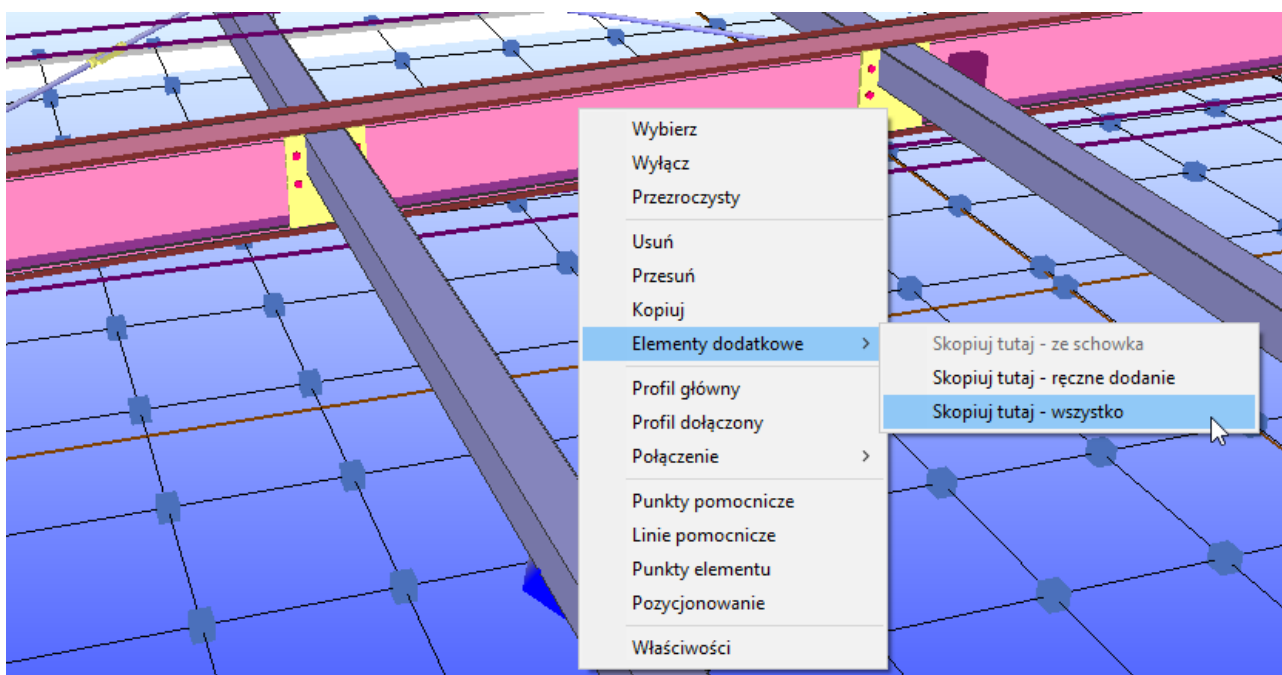 Wybierz
Wyłącz
Przezroczysty
Usuń
Przesuń
Kopiuj
Elementy dodatkowe
Skopiuj tutaj - ze schowka
Skopiuj tutaj - ręczne dodanie
Skopiuj tutaj - wszystko
Profil główny
Profil dołączony
Połączenie
Punkty pomocnicze
Linie pomocnicze
Punkty elementu
Pozycjonowanie
Właściwości